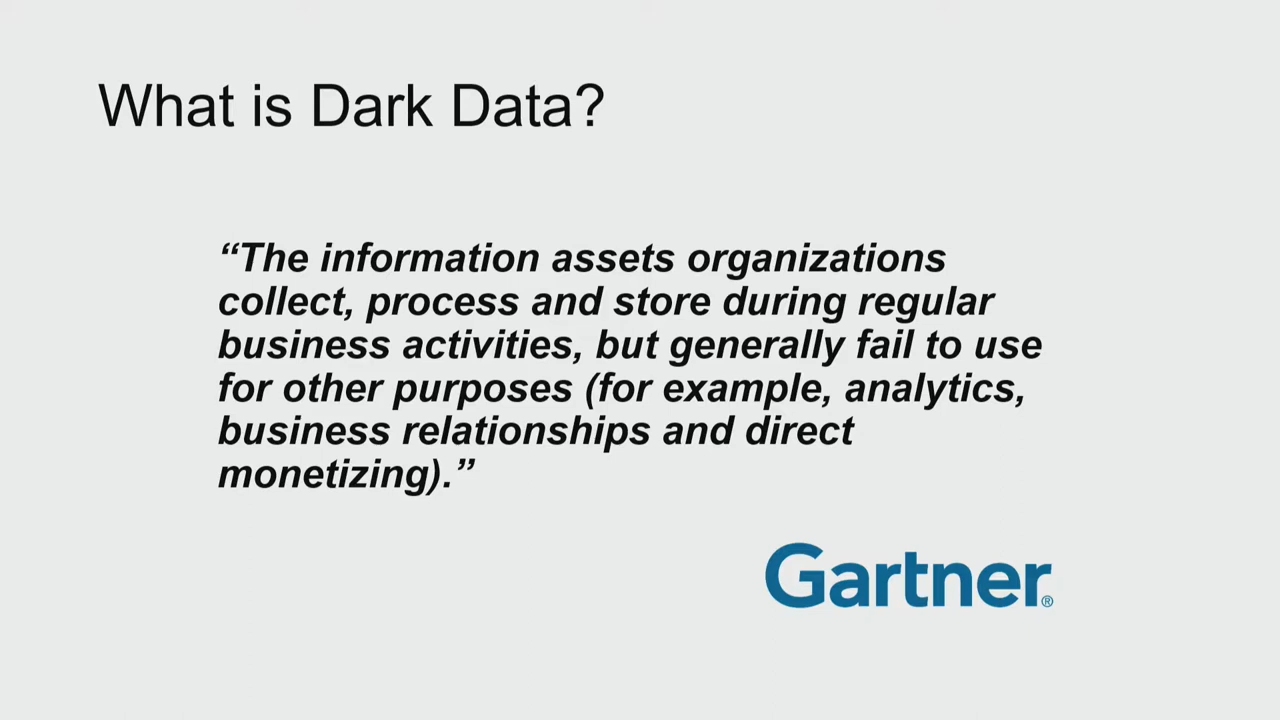 What is Dark Data?
“The information assets organizations
collect, process and store during regular
business activities, but generally fail to use
for other purposes (for example, analytics,
business relationships and direct
monetizing).”
Gartner®